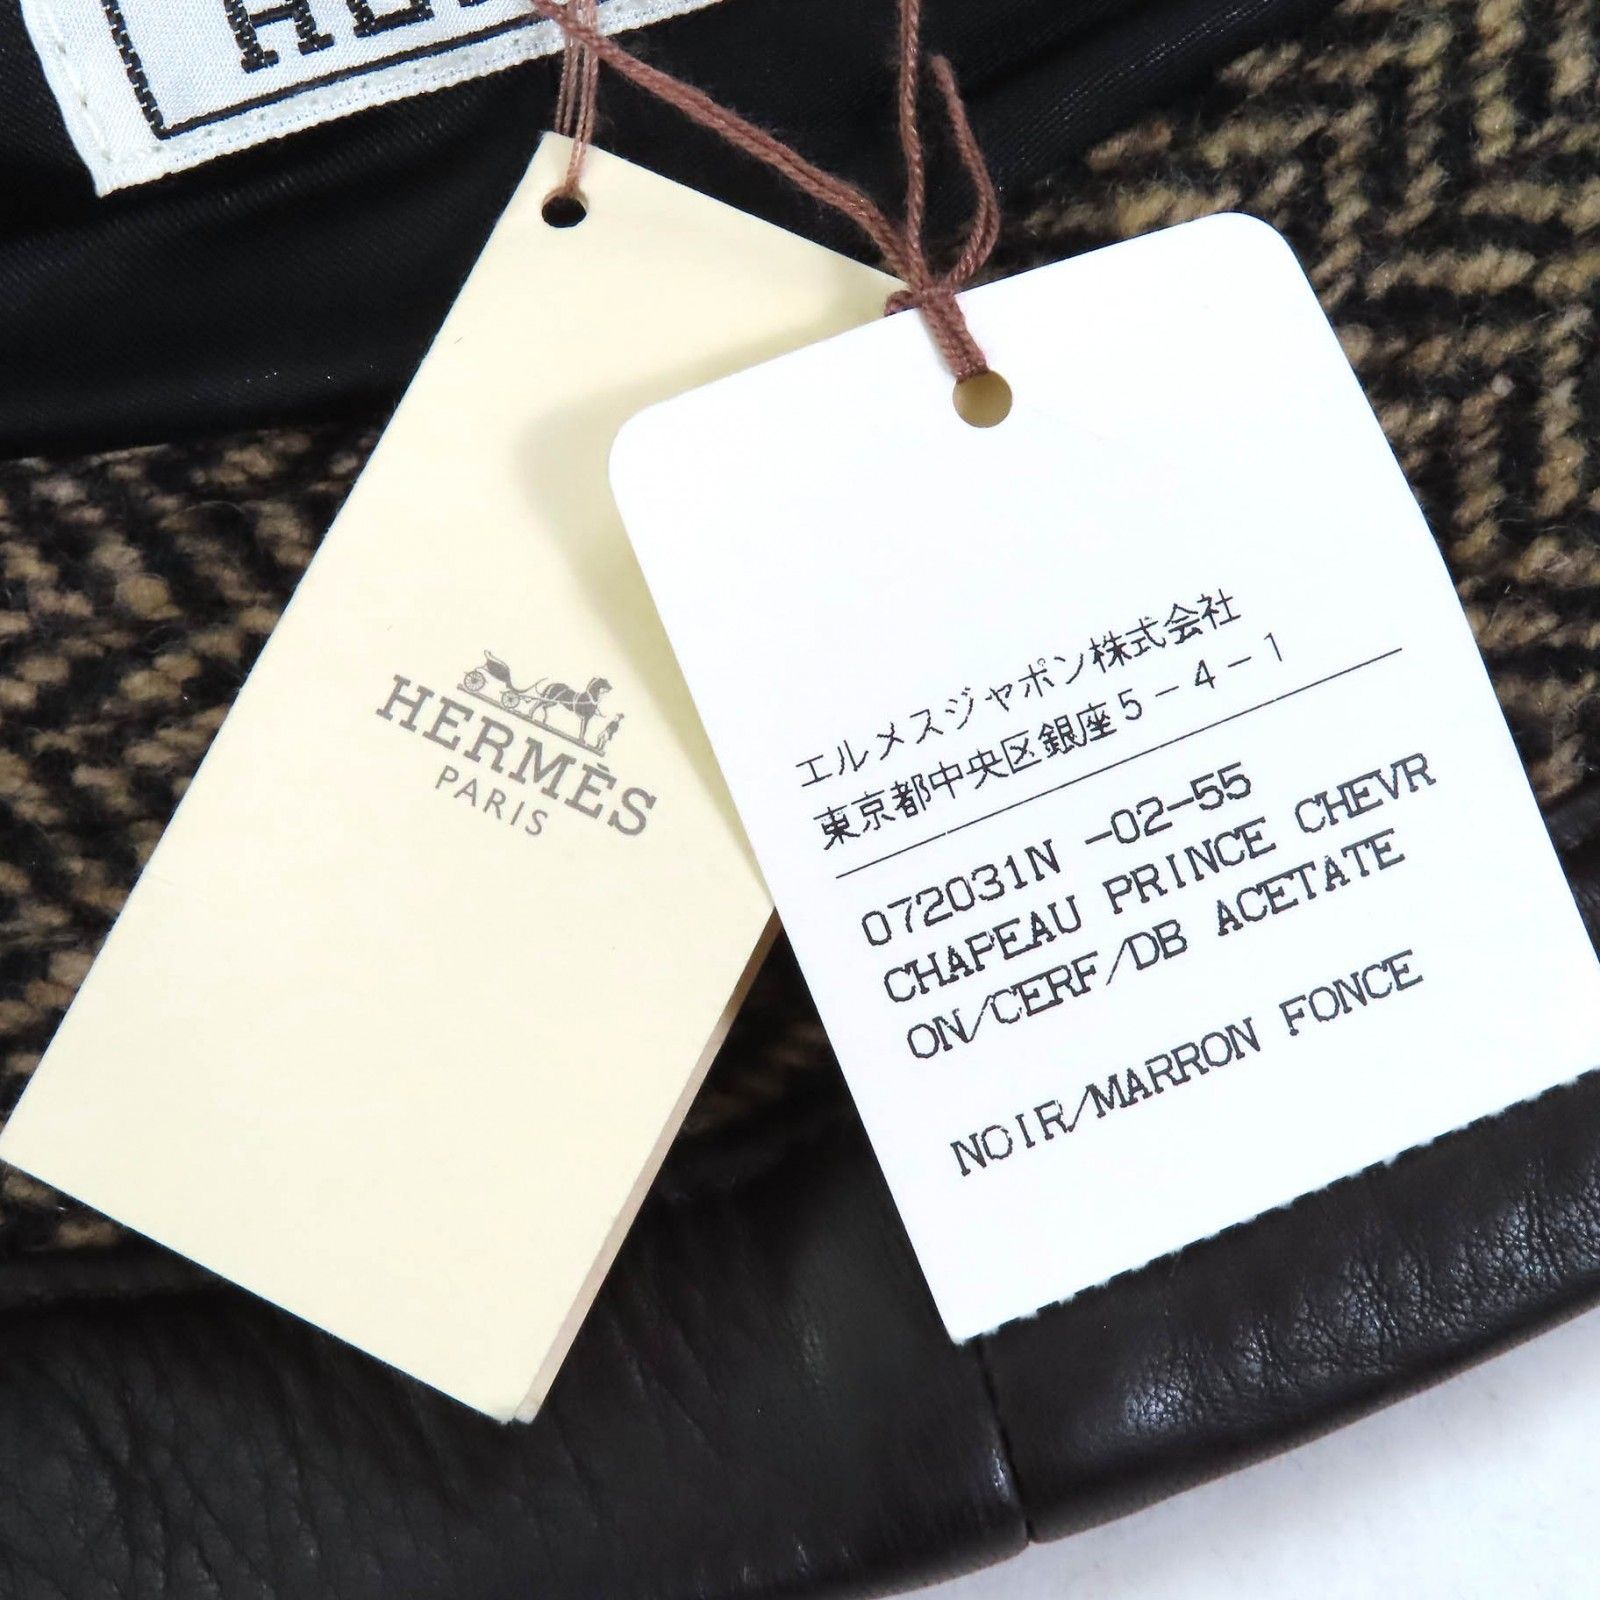 HERMÈS
PARIS
エルメスジャポン株式会社
東京都中央区銀座5-4-1
072031N -02-55
CHAPEAU PRINCE CHEVR
ON/CERF/DB ACETATE
NOIR/MARRON FONCE